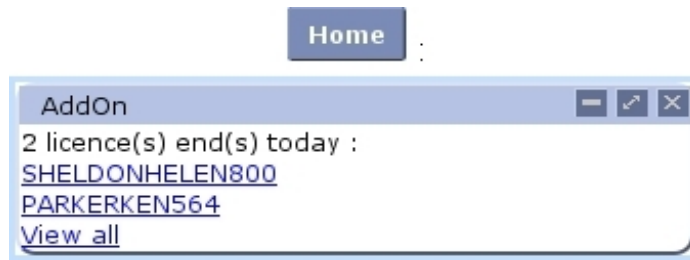 Home :
AddOn
2 licence(s) end(s) today :
SHELDONHELEN800
PARKERKEN564
View all